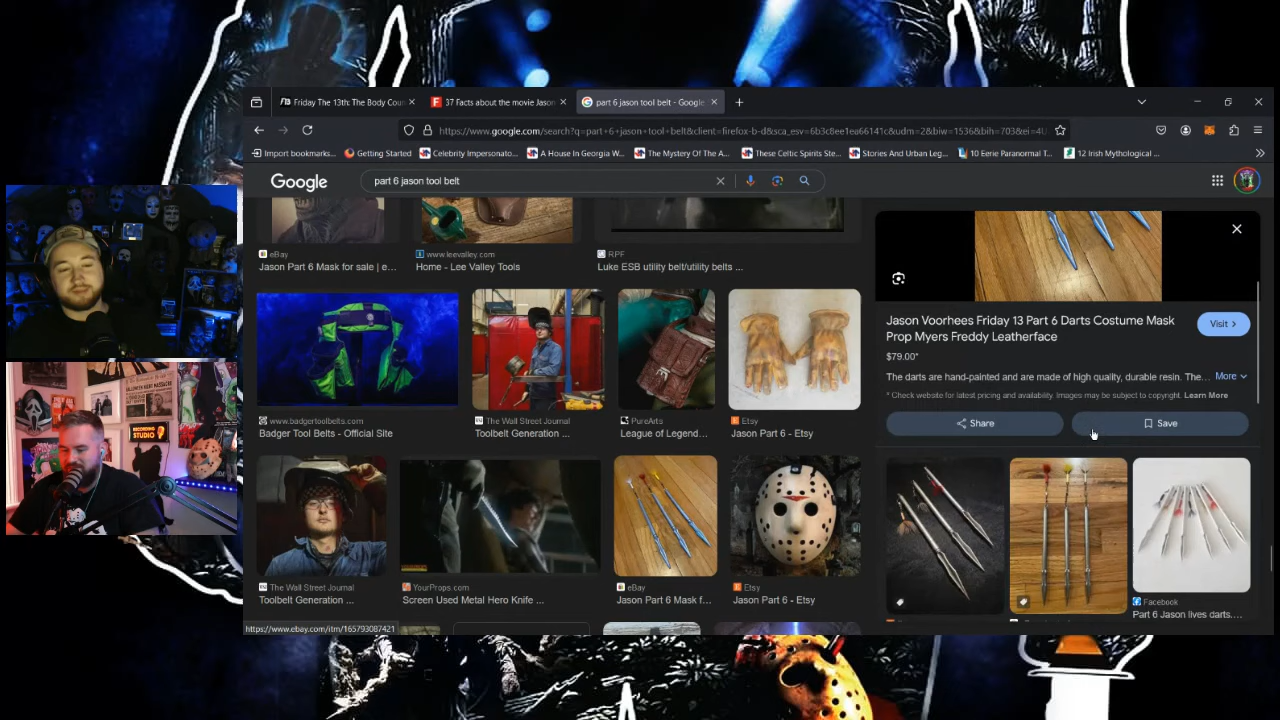 Friday The 13th: The Body Coun
37 Facts about the movie Jason
part 6 jason tool belt - Google
https://www.google.com/search?q=part+6+jason+tool+belt&client=firefox-b-d&sca_esv=6b3c8ee1ea66141c&udm=2&biw=1536&bih=703&ei=4U
Import bookmarks...
Getting Started
Celebrity Impersonato...
A House In Georgia W...
The Mystery Of The A...
These Celtic Spirits Ste...
Stories And Urban Leg...
10 Eerie Paranormal T...
12 Irish Mythological ...
Google
part 6 jason tool belt
eBay
Jason Part 6 Mask for sale | e...
www.leevalley.com
Home - Lee Valley Tools
RPF
Luke ESB utility belt/utility belts ...
www.badgertoolbelts.com
Badger Tool Belts - Official Site
The Wall Street Journal
Toolbelt Generation ...
PureArts
League of Legend...
Etsy
Jason Part 6 - Etsy
The Wall Street Journal
Toolbelt Generation ...
YourProps.com
Screen Used Metal Hero Knife ...
eBay
Jason Part 6 Mask f...
Etsy
Jason Part 6 - Etsy
Jason Voorhees Friday 13 Part 6 Darts Costume Mask
Prop Myers Freddy Leatherface
Visit
$79.00*
The darts are hand-painted and are made of high quality, durable resin. The...
More
* Check website for latest pricing and availability. Images may be subject to copyright. Learn More
Share
Save
Facebook
Part 6 Jason lives darts....
https://www.ebay.com/itm/165793087421
RECORDING
STUDIO